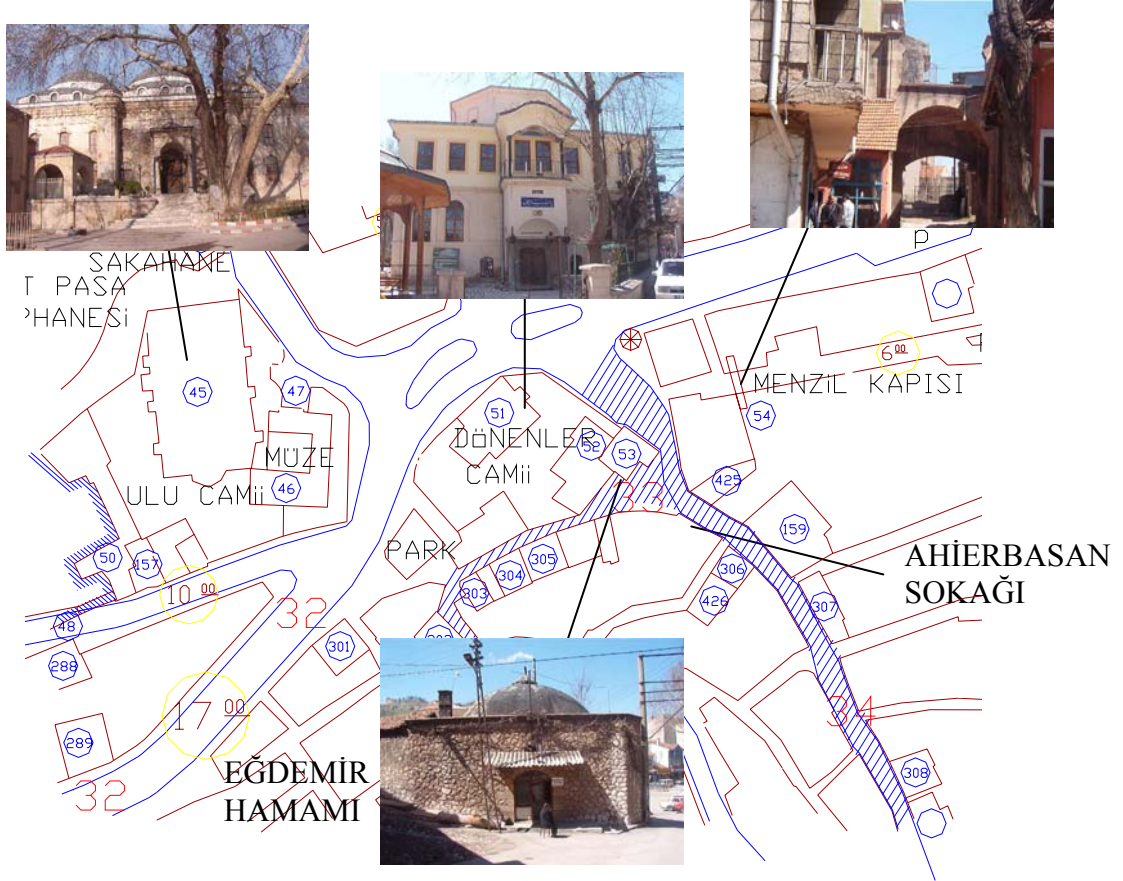 P
SAKAHANE
T PAŞA
PHANESİ
6 00
MENZİL KAPISI
45
47
51
54
DÖNENLER
52
53
CAMİİ
MÜZE
46
ULU CAMİİ
425
33
159
PARK
50
157
305
304
303
306
426
307
AHİERBASAN
SOKAĞI
10 00
32
48
288
301
302
17 00
34
289
308
32
EĞDEMİR
HAMAMI